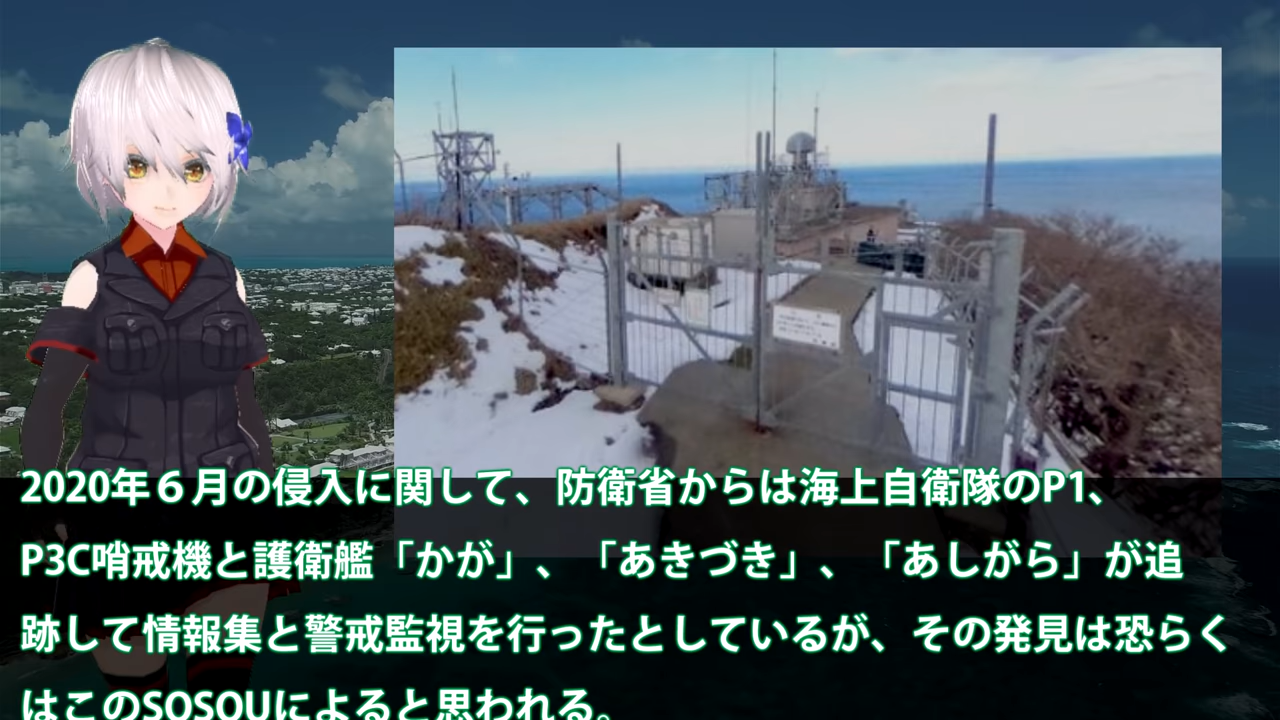 2020年６月の侵入に関して、防衛省からは海上自衛隊のP1、
P3C哨戒機と護衛艦「かが」、「あきづき」、「あしがら」が追
跡して情報集と警戒監視を行ったとしているが、その発見は恐らく
はこのSOSOUによると思われる。